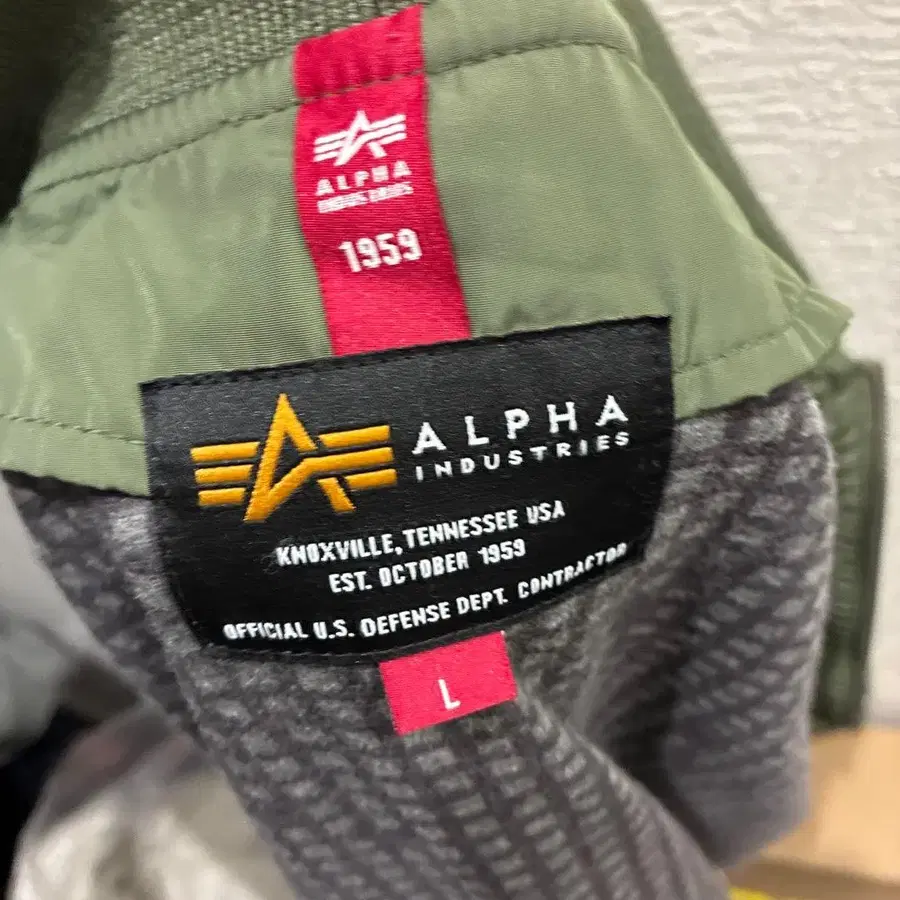 ALPHA
INDUSTRIES
1959
ALPHA
INDUSTRIES
KNOXVILLE, TENNESSEE USA
EST. OCTOBER 1959
OFFICIAL U.S. DEFENSE DEPT. CONTRACTOR
L